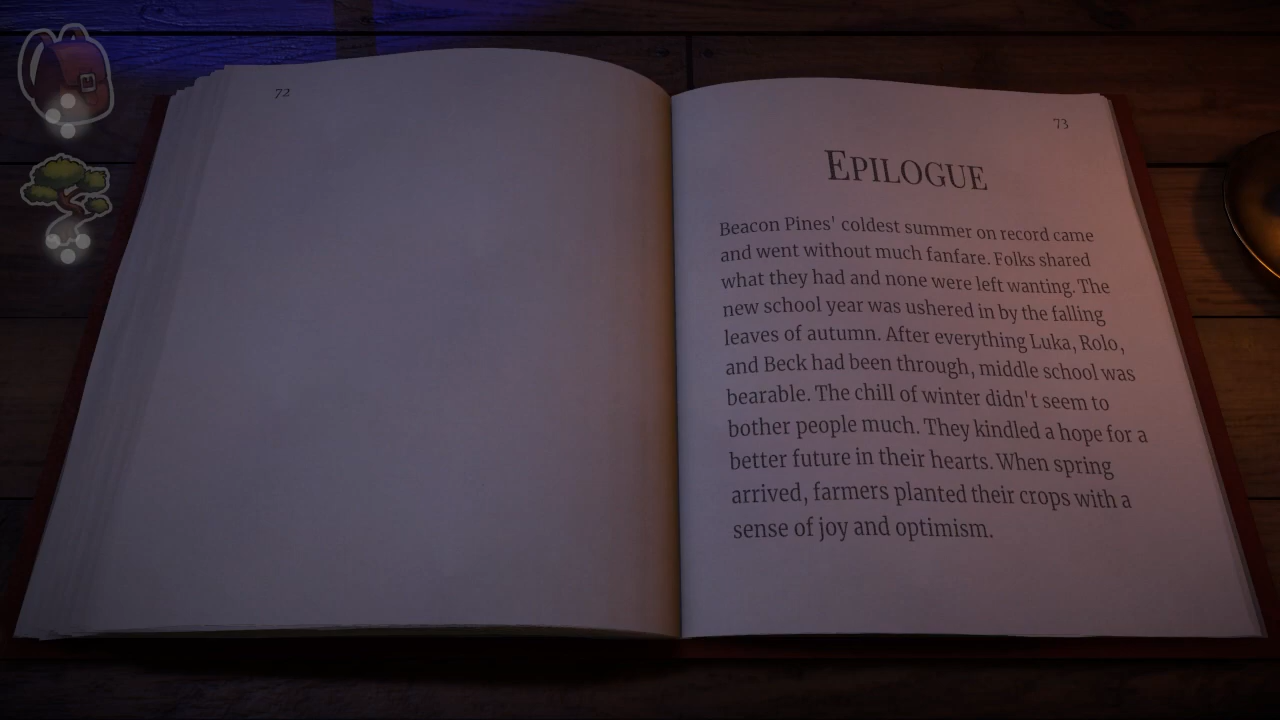 72
73
EPILOGUE
Beacon Pines' coldest summer on record came
and went without much fanfare. Folks shared
what they had and none were left wanting. The
new school year was ushered in by the falling
leaves of autumn. After everything Luka, Rolo,
and Beck had been through, middle school was
bearable. The chill of winter didn't seem to
bother people much. They kindled a hope for a
better future in their hearts. When spring
arrived, farmers planted their crops with a
sense of joy and optimism.